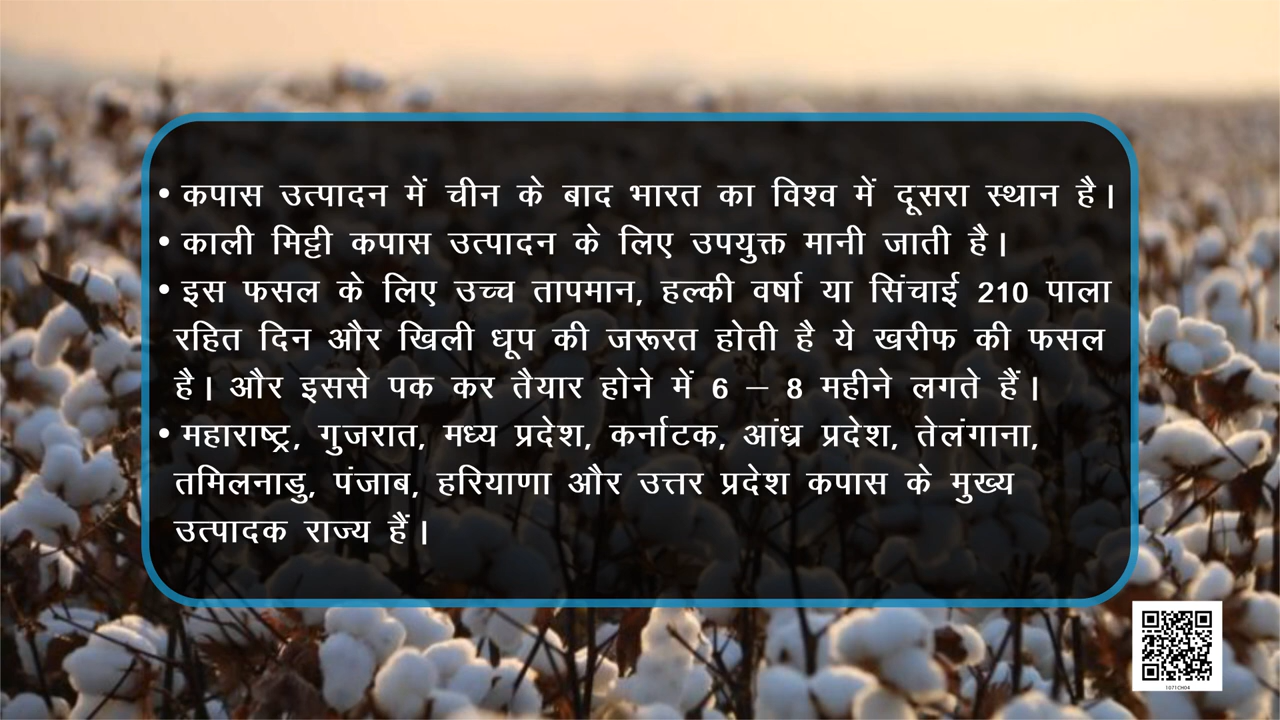 • कपास उत्पादन में चीन के बाद भारत का विश्व में दूसरा स्थान है।
• काली मिट्टी कपास उत्पादन के लिए उपयुक्त मानी जाती है।
• इस फसल के लिए उच्च तापमान, हल्की वर्षा या सिंचाई 210 पाला
रहित दिन और खिली धूप की जरूरत होती है ये खरीफ की फसल
है। और इससे पक कर तैयार होने में 6 – 8 महीने लगते हैं।
• महाराष्ट्र, गुजरात, मध्य प्रदेश, कर्नाटक, आंध्र प्रदेश, तेलंगाना,
तमिलनाडु, पंजाब, हरियाणा और उत्तर प्रदेश कपास के मुख्य
उत्पादक राज्य हैं।
1071CH04